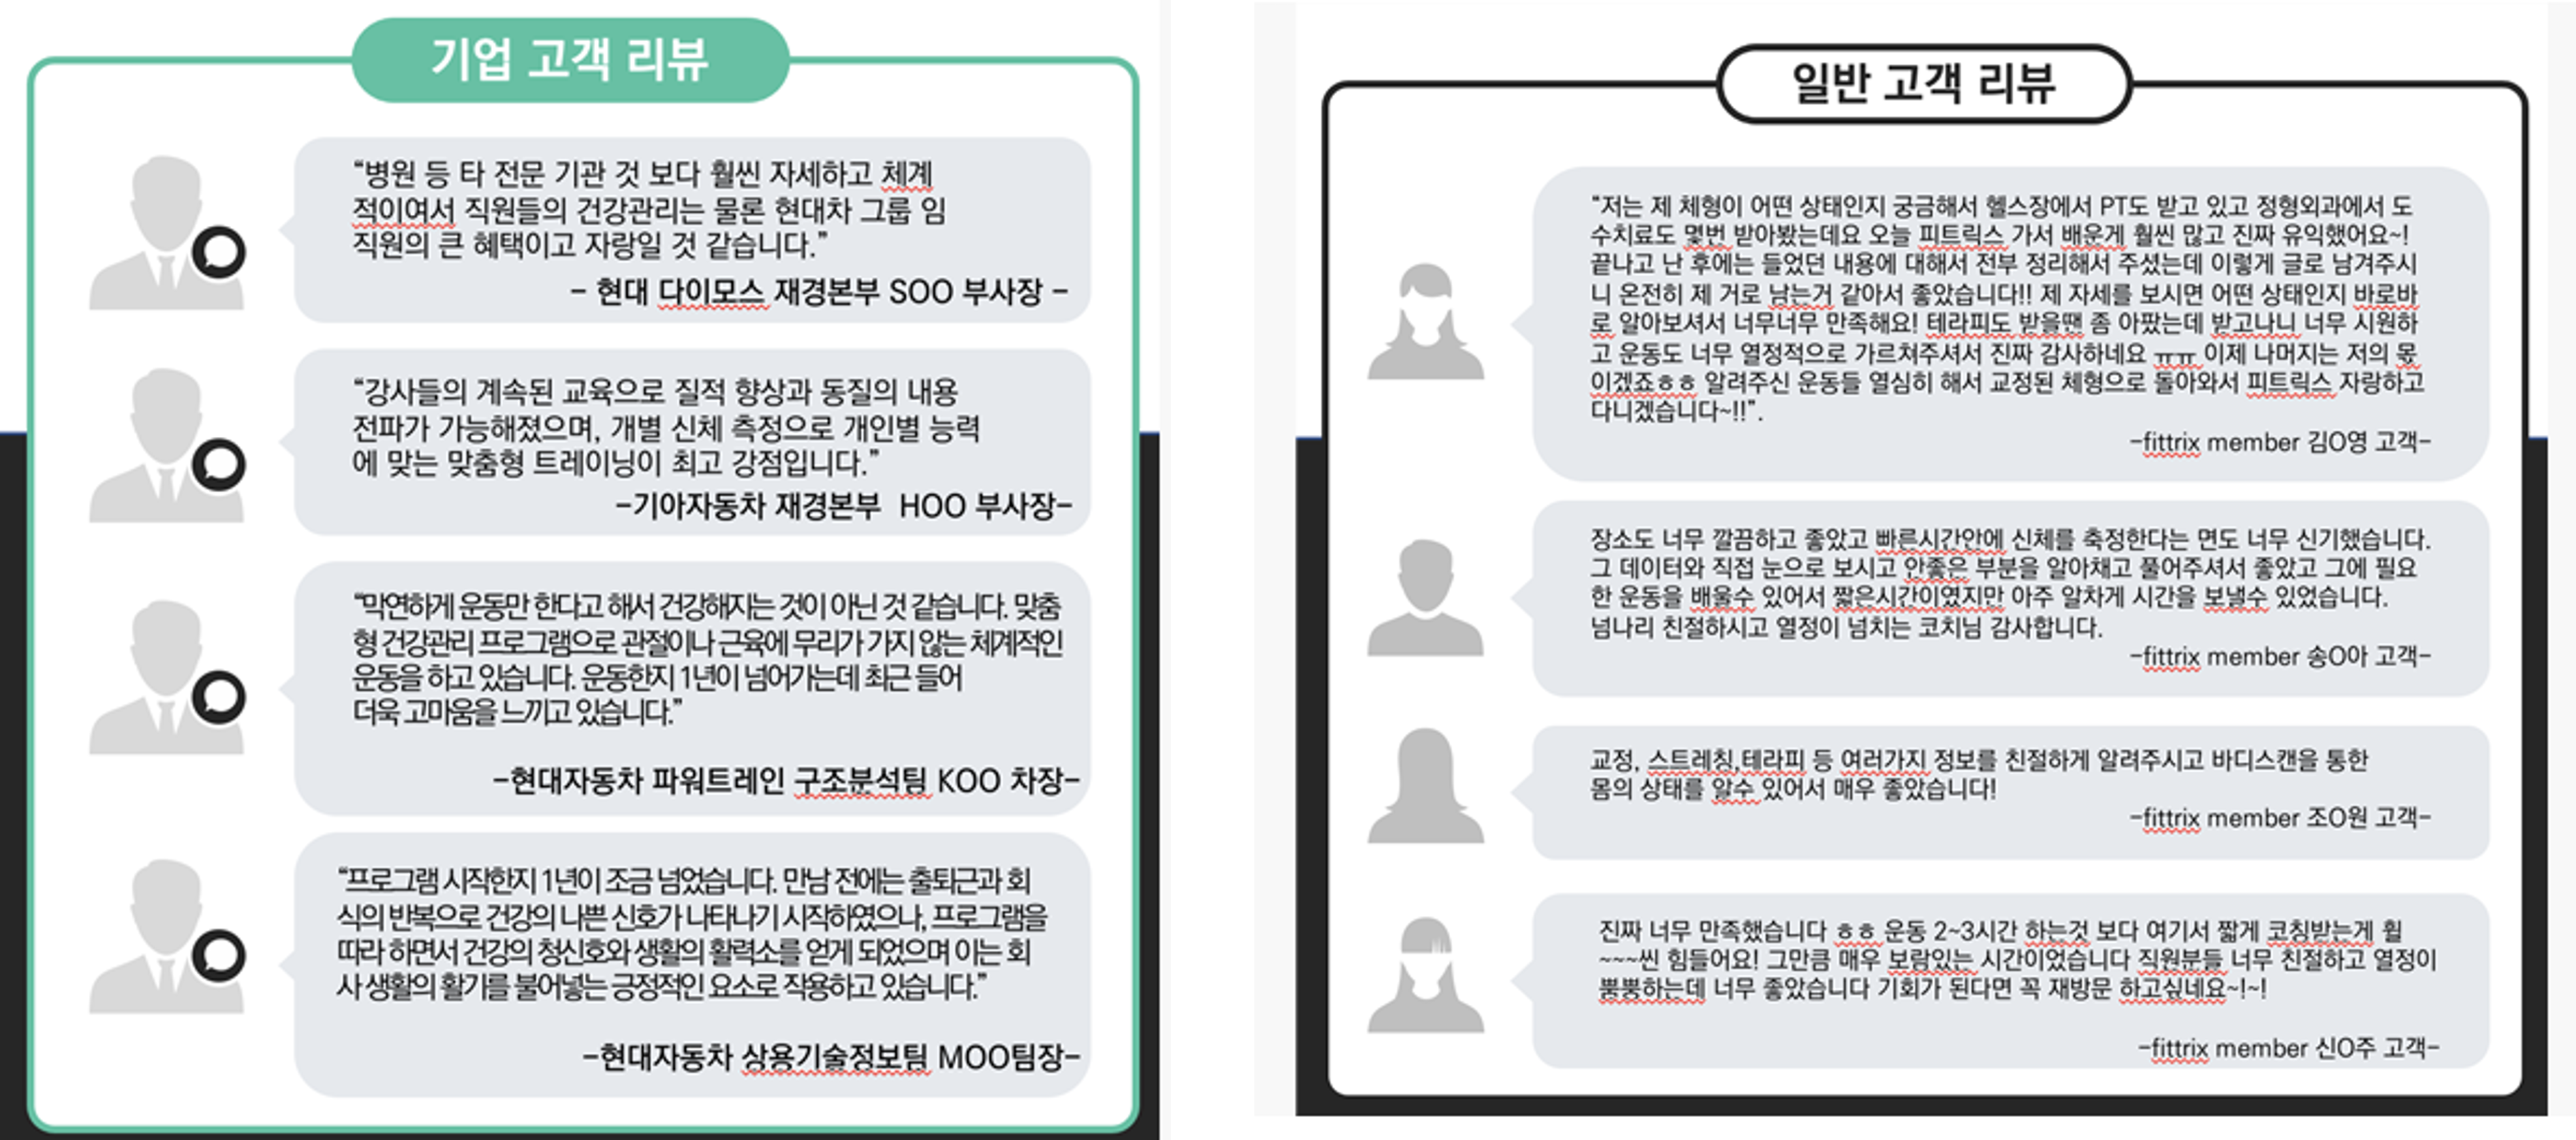 기업 고객 리뷰
“병원 등 타 전문 기관 것 보다 훨씬 자세하고 체계
적이여서 직원들의 건강관리는 물론 현대차 그룹 임
직원의 큰 혜택이고 자랑일 것 같습니다.”
- 현대 다이모스 재경본부 SOO 부사장 -
“강사들의 계속된 교육으로 질적 향상과 동질의 내용
전파가 가능해졌으며, 개별 신체 측정으로 개인별 능력
에 맞는 맞춤형 트레이닝이 최고 강점입니다.”
-기아자동차 재경본부  HOO 부사장-
“막연하게 운동만 한다고 해서 건강해지는 것이 아닌 것 같습니다. 맞춤
형 건강관리 프로그램으로 관절이나 근육에 무리가 가지 않는 체계적인
운동을 하고 있습니다. 운동한지 1년이 넘어가는데 최근 들어
더욱 고마움을 느끼고 있습니다.”
-현대자동차 파워트레인 구조분석팀 KOO 차장-
“프로그램 시작한지 1년이 조금 넘었습니다. 만남 전에는 출퇴근과 회
식의 반복으로 건강의 나쁜 신호가 나타나기 시작하였으나, 프로그램을
따라 하면서 건강의 청신호와 생활의 활력소를 얻게 되었으며 이는 회
사 생활의 활기를 불어넣는 긍정적인 요소로 작용하고 있습니다.”
-현대자동차 상용기술정보팀 MOO팀장-
일반 고객 리뷰
“저는 제 체형이 어떤 상태인지 궁금해서 헬스장에서 PT도 받고 있고 정형외과에서 도
수치료도 몇번 받아봤는데요 오늘 피트릭스 가서 배운게 훨씬 많고 진짜 유익했어요~!
끝나고 난 후에는 들었던 내용에 대해서 전부 정리해서 주셨는데 이렇게 글로 남겨주시
니 온전히 제 거로 남는거 같아서 좋았습니다!! 제 자세를 보시면 어떤 상태인지 바로바
로 알아보셔서 너무너무 만족해요! 테라피도 받을땐 좀 아팠는데 받고나니 너무 시원하
고 운동도 너무 열정적으로 가르쳐주셔서 진짜 감사하네요 ㅠㅠ 이제 나머지는 저의 몫
이겠죠ㅎㅎ 알려주신 운동들 열심히 해서 교정된 체형으로 돌아와서 피트릭스 자랑하고
다니겠습니다~!!”.
-fittrix member 김O영 고객-
장소도 너무 깔끔하고 좋았고 빠른시간안에 신체를 측정한다는 면도 너무 신기했습니다.
그 데이터와 직접 눈으로 보시고 안좋은 부분을 알아채고 풀어주셔서 좋았고 그에 필요
한 운동을 배울수 있어서 짧은시간이였지만 아주 알차게 시간을 보낼수 있었습니다.
넘나리 친절하시고 열정이 넘치는 코치님 감사합니다.
-fittrix member 송O아 고객-
교정, 스트레칭,테라피 등 여러가지 정보를 친절하게 알려주시고 바디스캔을 통한
몸의 상태를 알수 있어서 매우 좋았습니다!
-fittrix member 조O원 고객-
진짜 너무 만족했습니다 ㅎㅎ 운동 2~3시간 하는것 보다 여기서 짧게 코칭받는게 훨
~~~씬 힘들어요! 그만큼 매우 보람있는 시간이었습니다 직원분들 너무 친절하고 열정이
뿜뿜하는데 너무 좋았습니다 기회가 된다면 꼭 재방문 하고싶네요~!~!
-fittrix member 신O주 고객-